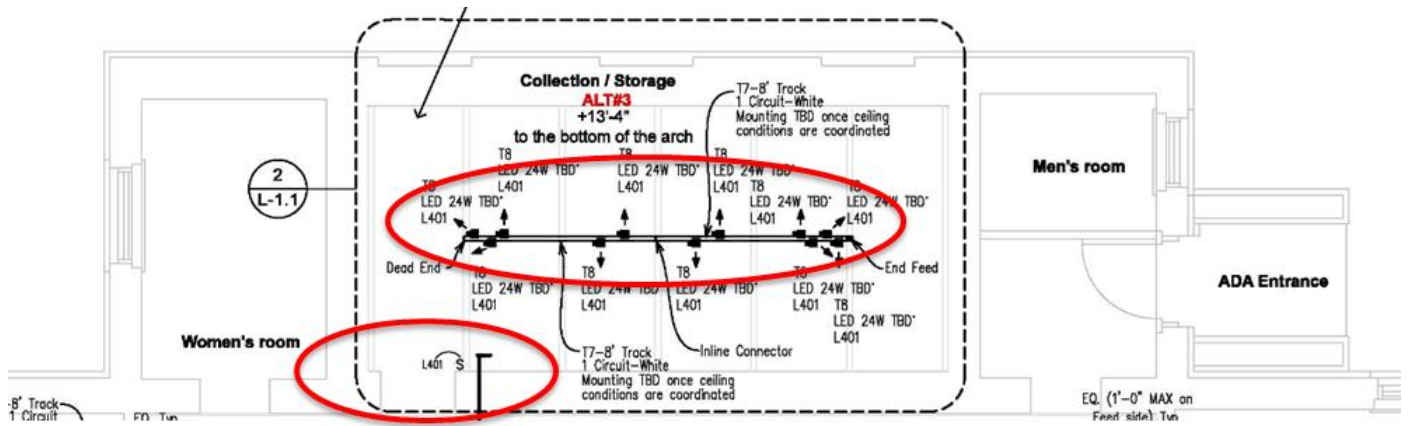 Collection / Storage
ALT#3
+13'-4"
to the bottom of the arch
T7-8' Track
1 Circuit-White
Mounting TBD once ceiling
conditions are coordinated
2
L-1.1
T8
LED 24W TBD*
L401
T8
LED 24W TBD*
L401
T8
LED 24W TBD*
L401
T8
LED 24W TBD*
L401
T8
LED 24W TBD*
L401
T8
LED 24W TBD*
L401
Men's room
Dead End
End Feed
T8
LED 24W TBD*
L401
T8
LED 24W TBD*
L401
T8
LED 24W TBD*
L401
T8
LED 24W TBD*
L401
T8
LED 24W TBD*
L401
ADA Entrance
Women's room
L401 S
T7-8' Track
1 Circuit-White
Mounting TBD once ceiling
conditions are coordinated
Inline Connector
-8' Track
1 Circuit
EQ. Typ
EQ. (1'-0" MAX on
Feed side) Typ